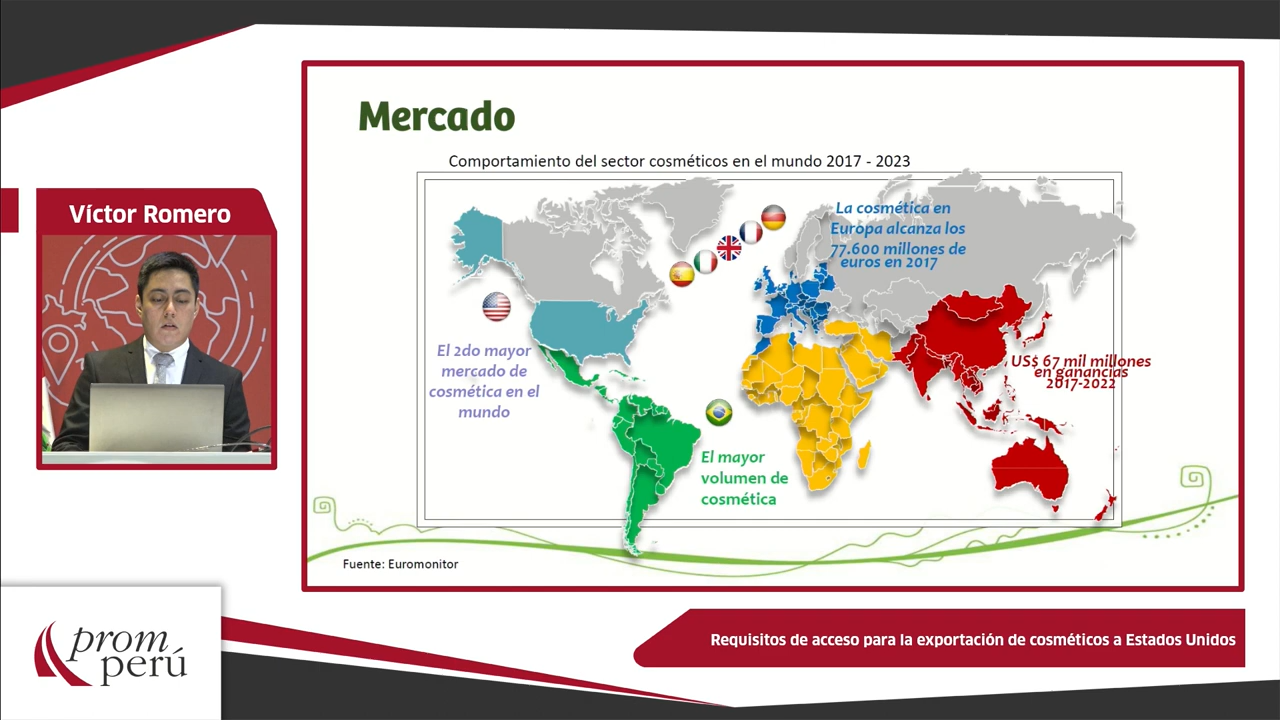 Mercado
Comportamiento del sector cosméticos en el mundo 2017 - 2023
Víctor Romero
La cosmética en
Europa alcanza los
77.600 millones de
euros en 2017
El 2do mayor
mercado de
cosmética en el
mundo
US$ 67 mil millones
en ganancias
2017-2022
El mayor
volumen de
cosmética
Fuente: Euromonitor
prom
perú
Requisitos de acceso para la exportación de cosméticos a Estados Unidos